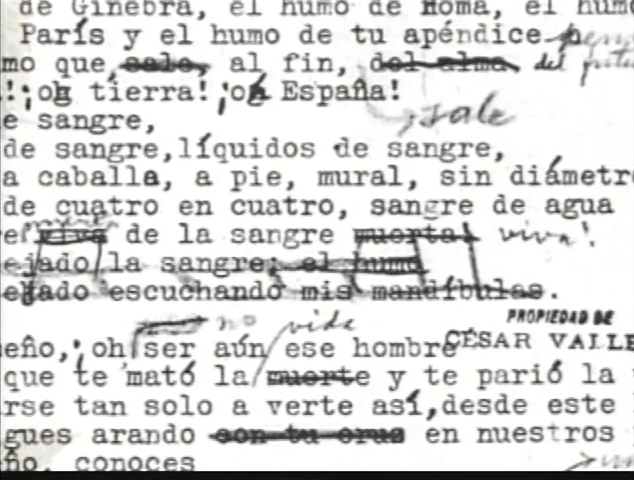 de Ginebra, el humo de Roma, el humo
París y el humo de tu apéndice
mo que, sale, al fin, del alma del
!¡oh tierra! ¡oh España!
e sangre,
¡sale
de sangre, líquidos de sangre,
a caballa, a pie, mural, sin diámetro
de cuatro en cuatro, sangre de agua
viva de la sangre muerta! viva!
ejado la sangre; el humo
ejado escuchando mis mandíbulas.
no vida
PROPIEDAD DE
eño, ¡oh ser aún ese hombre CÉSAR VALLE
que te mató la muerte y te parió la
rse tan solo a verte así, desde este
gues arando con tu cruz en nuestros
ño, conoces